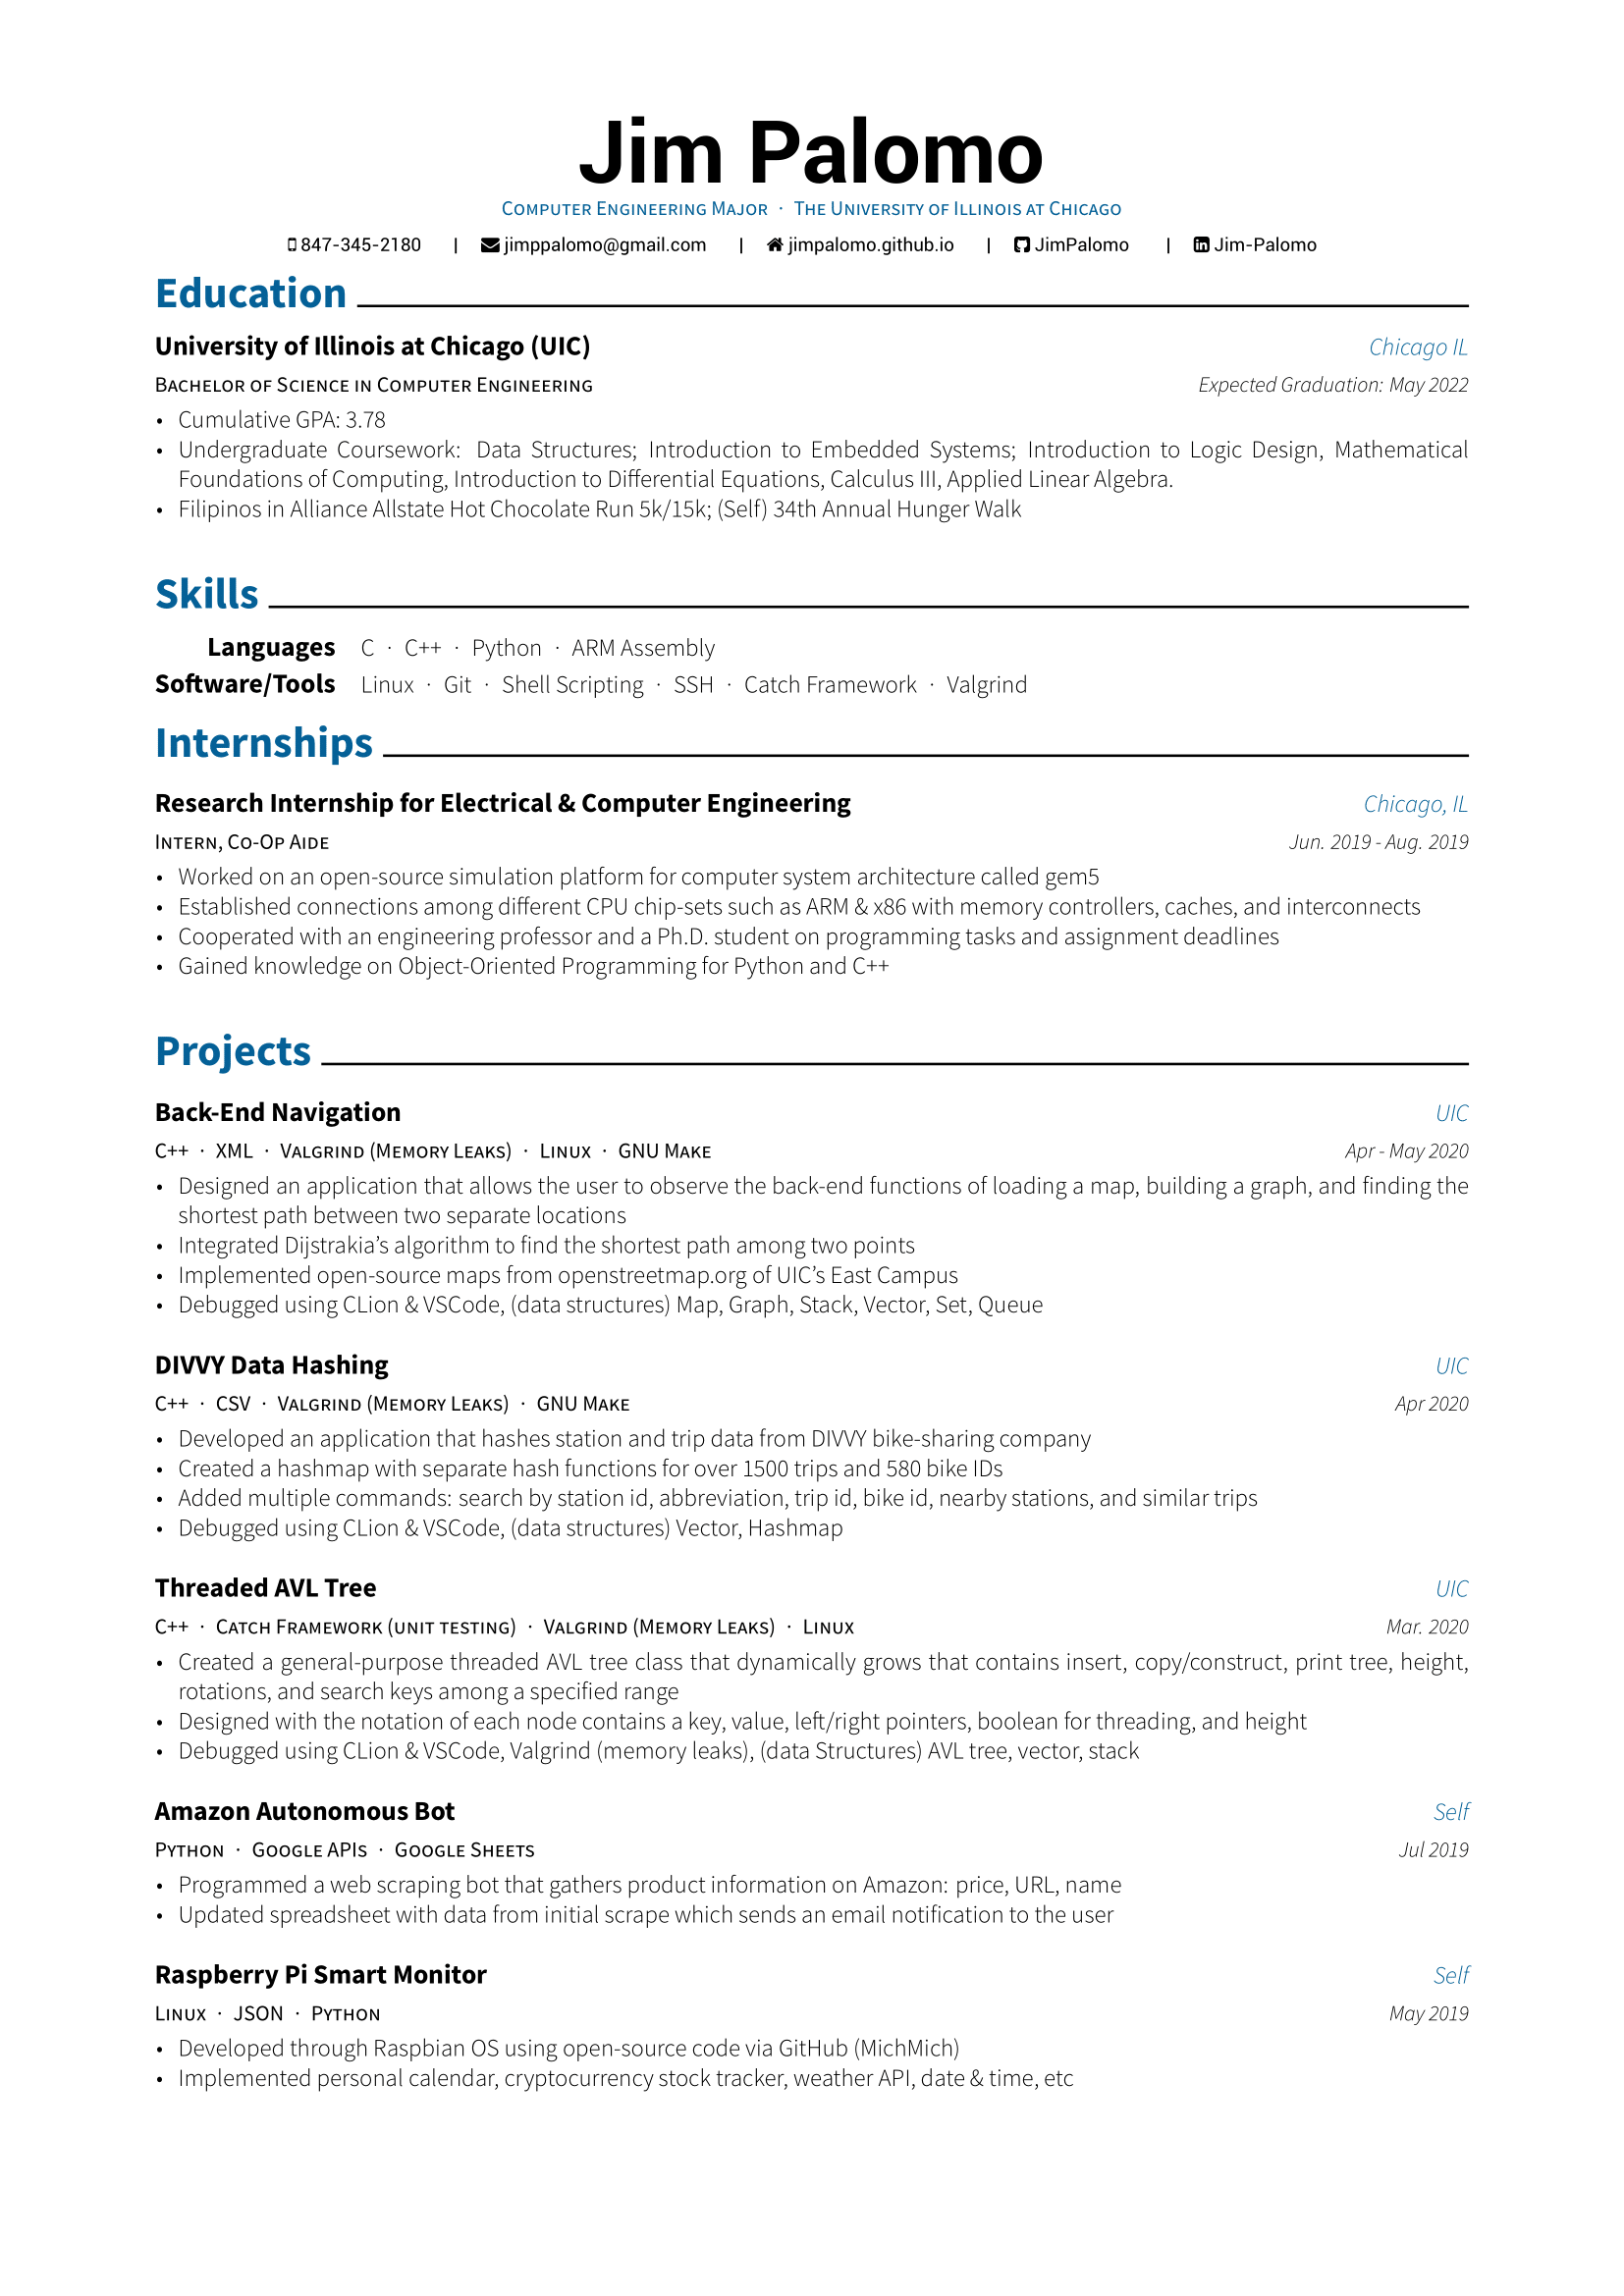 Jim Palomo
Computer Engineering Major · The University of Illinois at Chicago
847-345-2180 | jimppalomo@gmail.com | jimpalomo.github.io | JimPalomo | Jim-Palomo
Education
University of Illinois at Chicago (UIC) Chicago IL
Bachelor of Science in Computer Engineering Expected Graduation: May 2022
• Cumulative GPA: 3.78
• Undergraduate Coursework: Data Structures; Introduction to Embedded Systems; Introduction to Logic Design, Mathematical
Foundations of Computing, Introduction to Differential Equations, Calculus III, Applied Linear Algebra.
• Filipinos in Alliance Allstate Hot Chocolate Run 5k/15k; (Self) 34th Annual Hunger Walk
Skills
Languages C · C++ · Python · ARM Assembly
Software/Tools Linux · Git · Shell Scripting · SSH · Catch Framework · Valgrind
Internships
Research Internship for Electrical & Computer Engineering Chicago, IL
Intern, Co-Op Aide Jun. 2019 - Aug. 2019
• Worked on an open-source simulation platform for computer system architecture called gem5
• Established connections among different CPU chip-sets such as ARM & x86 with memory controllers, caches, and interconnects
• Cooperated with an engineering professor and a Ph.D. student on programming tasks and assignment deadlines
• Gained knowledge on Object-Oriented Programming for Python and C++
Projects
Back-End Navigation UIC
C++ · XML · Valgrind (Memory Leaks) · Linux · GNU Make Apr - May 2020
• Designed an application that allows the user to observe the back-end functions of loading a map, building a graph, and finding the
shortest path between two separate locations
• Integrated Dijstrakia’s algorithm to find the shortest path among two points
• Implemented open-source maps from openstreetmap.org of UIC’s East Campus
• Debugged using CLion & VSCode, (data structures) Map, Graph, Stack, Vector, Set, Queue
DIVVY Data Hashing UIC
C++ · CSV · Valgrind (Memory Leaks) · GNU Make Apr 2020
• Developed an application that hashes station and trip data from DIVVY bike-sharing company
• Created a hashmap with separate hash functions for over 1500 trips and 580 bike IDs
• Added multiple commands: search by station id, abbreviation, trip id, bike id, nearby stations, and similar trips
• Debugged using CLion & VSCode, (data structures) Vector, Hashmap
Threaded AVL Tree UIC
C++ · Catch Framework (unit testing) · Valgrind (Memory Leaks) · Linux Mar. 2020
• Created a general-purpose threaded AVL tree class that dynamically grows that contains insert, copy/construct, print tree, height,
rotations, and search keys among a specified range
• Designed with the notation of each node contains a key, value, left/right pointers, boolean for threading, and height
• Debugged using CLion & VSCode, Valgrind (memory leaks), (data Structures) AVL tree, vector, stack
Amazon Autonomous Bot Self
Python · Google APIs · Google Sheets Jul 2019
• Programmed a web scraping bot that gathers product information on Amazon: price, URL, name
• Updated spreadsheet with data from initial scrape which sends an email notification to the user
Raspberry Pi Smart Monitor Self
Linux · JSON · Python May 2019
• Developed through Raspbian OS using open-source code via GitHub (MichMich)
• Implemented personal calendar, cryptocurrency stock tracker, weather API, date & time, etc